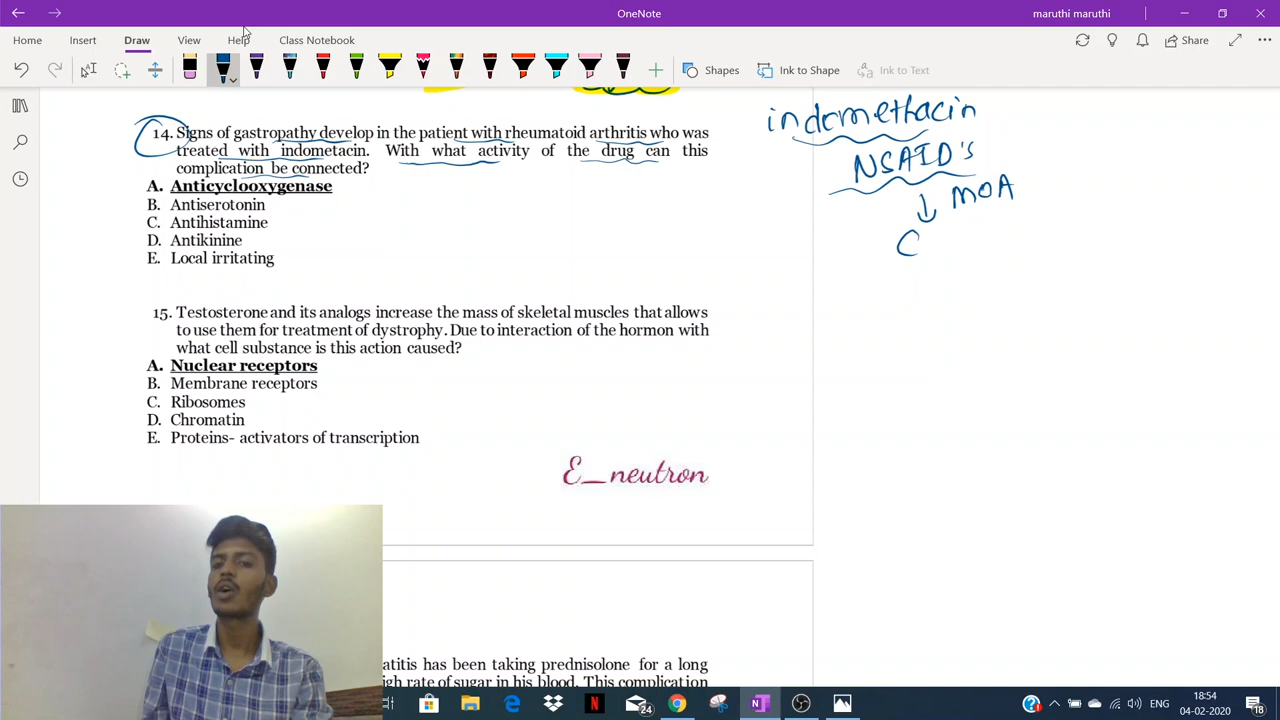 OneNote
maruthi maruthi
Home Insert Draw View Help Class Notebook
Share
Shapes
Ink to Shape
Ink to Text
indomethacin
14. Signs of gastropathy develop in the patient with rheumatoid arthritis who was
treated with indometacin. With what activity of the drug can this
complication be connected?
NSAID's
A. Anticyclooxygenase
↓ MOA
B. Antiserotonin
C. Antihistamine
D. Antikinine
C
E. Local irritating
15. Testosterone and its analogs increase the mass of skeletal muscles that allows
to use them for treatment of dystrophy. Due to interaction of the hormon with
what cell substance is this action caused?
A. Nuclear receptors
B. Membrane receptors
C. Ribosomes
D. Chromatin
E. Proteins- activators of transcription
E_neutron
atitis has been taking prednisolone for a long
igh rate of sugar in his blood. This complication
24
ENG
18:54
04-02-2020
18